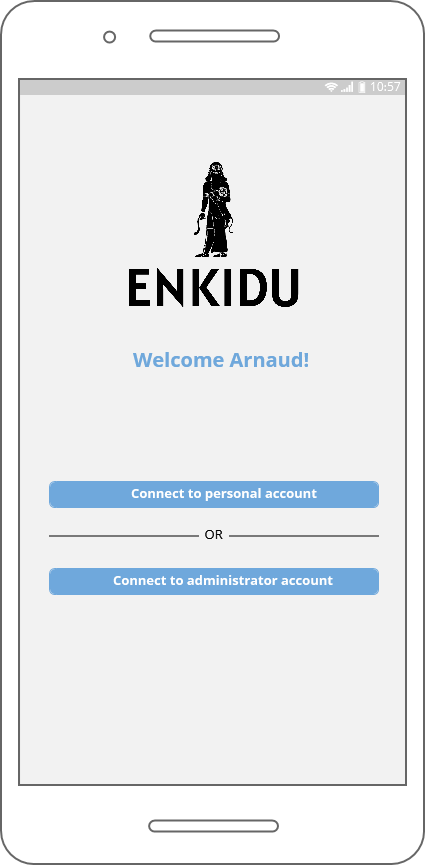 10:57
ENKIDU
Welcome Arnaud!
Connect to personal account
OR
Connect to administrator account